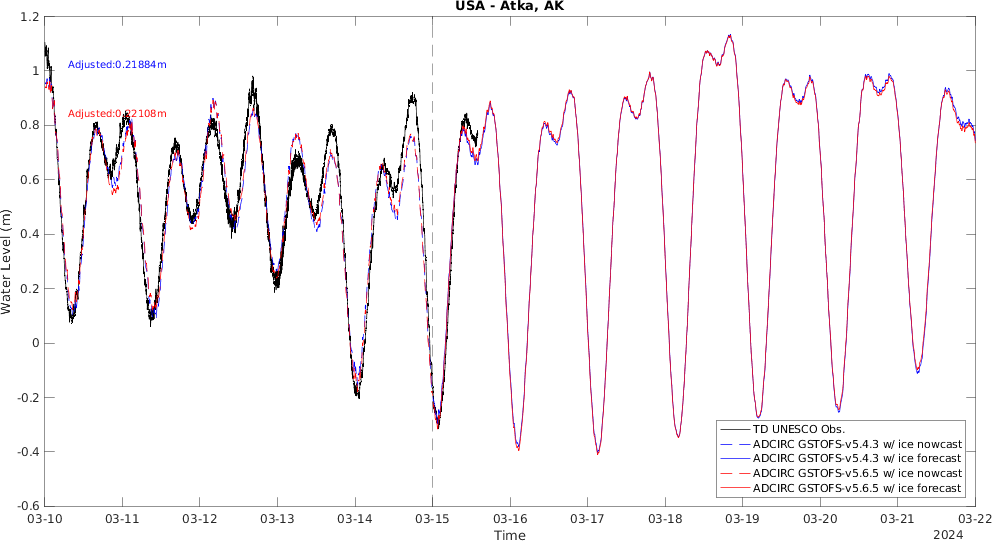 USA - Atka, AK
1.2
1
0.8
0.6
0.4
0.2
0
-0.2
-0.4
-0.6
Water Level (m)
Adjusted:0.21884m
Adjusted:0.22108m
TD UNESCO Obs.
ADCIRC GSTOFS-v5.4.3 w/ ice nowcast
ADCIRC GSTOFS-v5.4.3 w/ ice forecast
ADCIRC GSTOFS-v5.6.5 w/ ice nowcast
ADCIRC GSTOFS-v5.6.5 w/ ice forecast
03-10 03-11 03-12 03-13 03-14 03-15 03-16 03-17 03-18 03-19 03-20 03-21 03-22
Time
2024